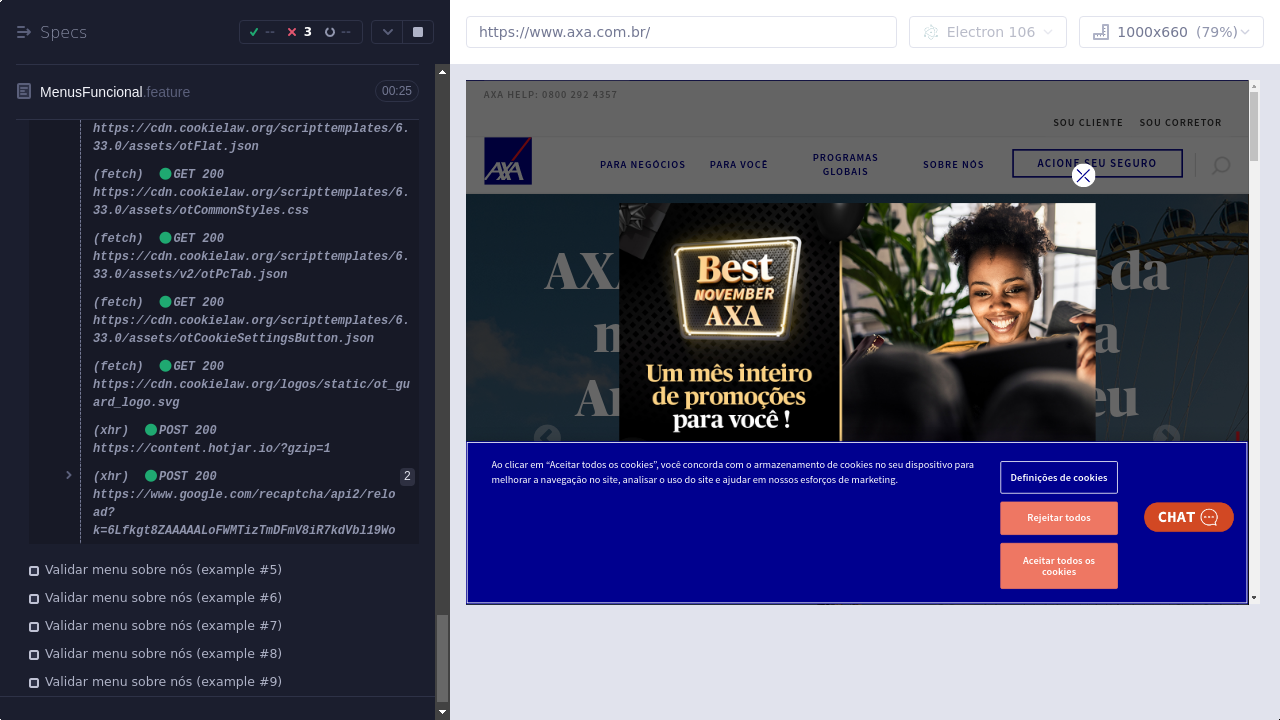 Specs
-- 3 --
MenusFuncional.feature
00:25
https://cdn.cookielaw.org/scripttemplates/6.
33.0/assets/otFlat.json
(fetch) GET 200
https://cdn.cookielaw.org/scripttemplates/6.
33.0/assets/otCommonStyles.css
(fetch) GET 200
https://cdn.cookielaw.org/scripttemplates/6.
33.0/assets/v2/otPcTab.json
(fetch) GET 200
https://cdn.cookielaw.org/scripttemplates/6.
33.0/assets/otCookieSettingsButton.json
(fetch) GET 200
https://cdn.cookielaw.org/logos/static/ot_gu
ard_logo.svg
(xhr) POST 200
https://content.hotjar.io/?gzip=1
(xhr) POST 200
2
https://www.google.com/recaptcha/api2/relo
ad?
k=6Lfkgt8ZAAAAALoFWMTizTmDFmV8iR7kdVbl19Wo
Validar menu sobre nós (example #5)
Validar menu sobre nós (example #6)
Validar menu sobre nós (example #7)
Validar menu sobre nós (example #8)
Validar menu sobre nós (example #9)
https://www.axa.com.br/
Electron 106
1000x660 (79%)
AXA HELP: 0800 292 4357
SOU CLIENTE SOU CORRETOR
AXA
PARA NEGÓCIOS
PARA VOCÊ
PROGRAMAS
GLOBAIS
SOBRE NÓS
ACIONE SEU SEGURO
AX
da
Best
NOVEMBER
AXA
Um mês inteiro
de promoções
para você !
Ao clicar em “Aceitar todos os cookies”, você concorda com o armazenamento de cookies no seu dispositivo para
melhorar a navegação no site, analisar o uso do site e ajudar em nossos esforços de marketing.
Definições de cookies
Rejeitar todos
Aceitar todos os
cookies
CHAT